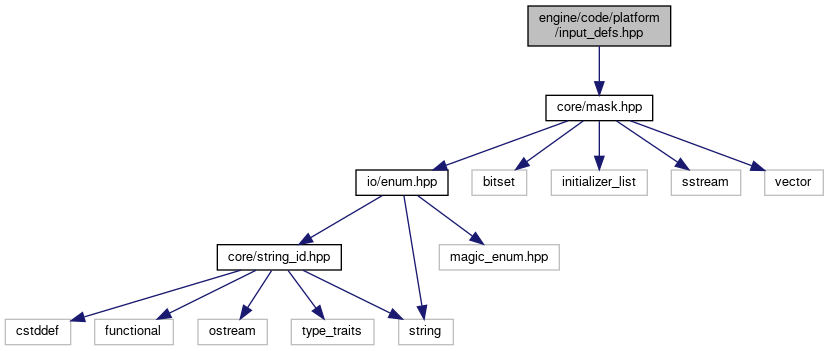 engine/code/platform
/input_defs.hpp
core/mask.hpp
io/enum.hpp
bitset
initializer_list
sstream
vector
core/string_id.hpp
magic_enum.hpp
cstddef
functional
ostream
type_traits
string